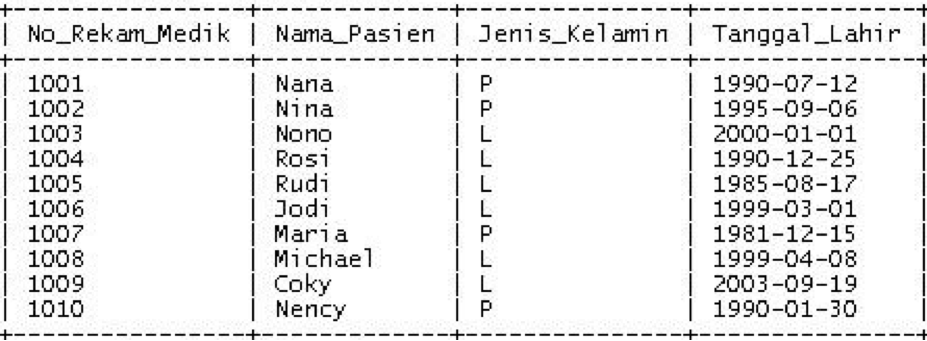 No_Rekam_Medik | Nama_Pasien | Jenis_Kelamin | Tanggal_Lahir
1001 | Nana | P | 1990-07-12
1002 | Nina | P | 1995-09-06
1003 | Nono | L | 2000-01-01
1004 | Rosi | L | 1990-12-25
1005 | Rudi | L | 1985-08-17
1006 | Jodi | L | 1999-03-01
1007 | Maria | P | 1981-12-15
1008 | Michael | L | 1999-04-08
1009 | Coky | L | 2003-09-19
1010 | Nency | P | 1990-01-30